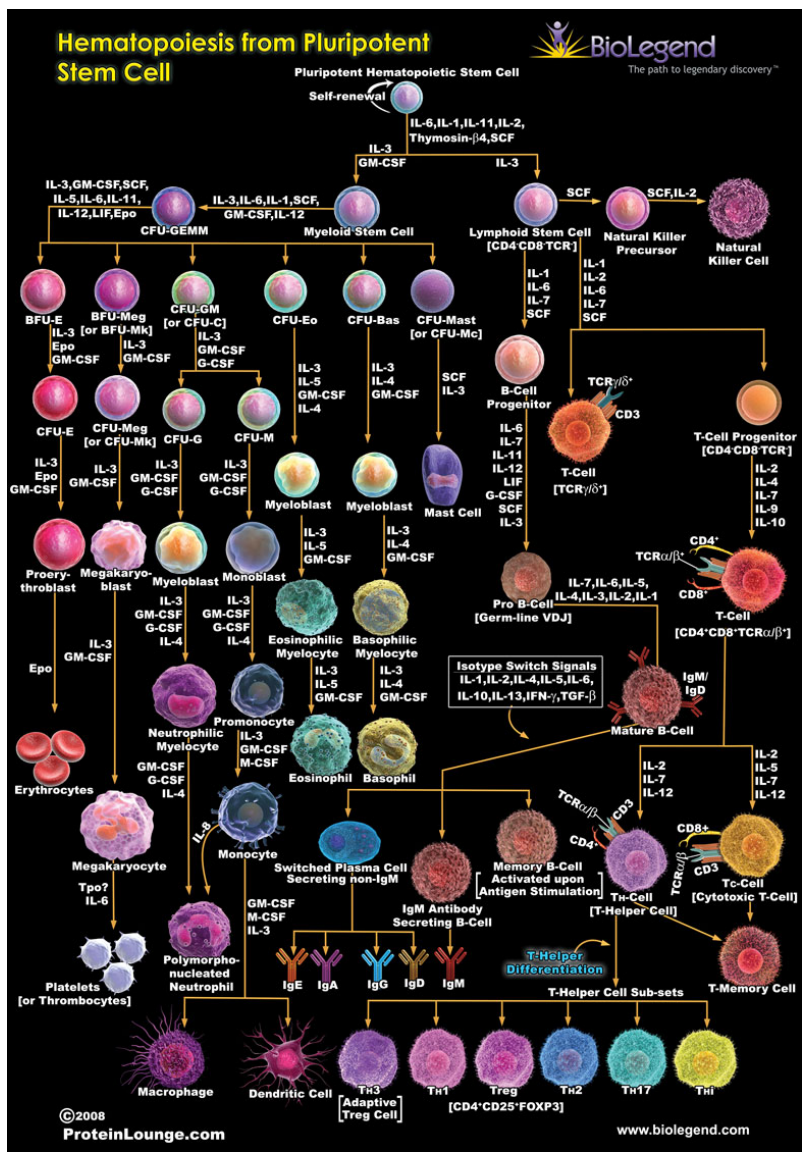 Hematopoiesis from Pluripotent
Stem Cell
BioLegend
The path to legendary discovery™
Pluripotent Hematopoietic Stem Cell
Self-renewal
IL-6,IL-1,IL-11,IL-2,
Thymosin-β4,SCF
IL-3
GM-CSF
IL-3
IL-3,GM-CSF,SCF,
IL-5,IL-6,IL-11,
IL-12,LIF,Epo
CFU-GEMM
IL-3,IL-6,IL-1,SCF,
GM-CSF,IL-12
Myeloid Stem Cell
Lymphoid Stem Cell
[CD4⁻CD8⁻TCR⁻]
SCF
Natural Killer
Precursor
SCF,IL-2
Natural
Killer Cell
IL-1
IL-6
IL-7
SCF
IL-1
IL-2
IL-6
IL-7
SCF
BFU-E
BFU-Meg
[or BFU-Mk]
CFU-GM
[or CFU-C]
CFU-Eo
CFU-Bas
CFU-Mast
[or CFU-Mc]
IL-3
Epo
GM-CSF
IL-3
GM-CSF
IL-3
GM-CSF
G-CSF
IL-3
IL-5
GM-CSF
IL-4
IL-3
IL-4
GM-CSF
SCF
IL-3
B-Cell
Progenitor
TCRγ/δ⁺
CD3
T-Cell
[TCRγ/δ⁺]
T-Cell Progenitor
[CD4⁻CD8⁻TCR⁻]
CFU-E
CFU-Meg
[or CFU-Mk]
CFU-G
CFU-M
IL-3
Epo
GM-CSF
IL-3
GM-CSF
IL-3
GM-CSF
G-CSF
IL-3
GM-CSF
G-CSF
Myeloblast
Myeloblast
Mast Cell
IL-6
IL-7
IL-11
IL-12
LIF
G-CSF
SCF
IL-3
IL-2
IL-4
IL-7
IL-9
IL-10
Proery-
throblast
Megakaryo-
blast
Myeloblast
Monoblast
IL-3
IL-5
GM-CSF
IL-3
IL-4
GM-CSF
Pro B-Cell
[Germ-line VDJ]
IL-7,IL-6,IL-5,
IL-4,IL-3,IL-2,IL-1
CD4⁺
TCRα/β⁺
CD8⁺
T-Cell
[CD4⁺CD8⁺TCRα/β⁺]
Epo
IL-3
GM-CSF
IL-3
GM-CSF
G-CSF
IL-4
IL-3
GM-CSF
G-CSF
IL-4
Eosinophilic
Myelocyte
Basophilic
Myelocyte
IL-3
IL-5
GM-CSF
IL-3
IL-4
GM-CSF
Isotype Switch Signals
IL-1,IL-2,IL-4,IL-5,IL-6,
IL-10,IL-13,IFN-γ,TGF-β
IgM/
IgD
Mature B-Cell
Erythrocytes
Neutrophilic
Myelocyte
Promonocyte
IL-3
GM-CSF
M-CSF
Eosinophil
Basophil
GM-CSF
G-CSF
IL-4
IL-8
Monocyte
Megakaryocyte
Tpo?
IL-6
Switched Plasma Cell
Secreting non-IgM
IgM Antibody
Secreting B-Cell
Memory B-Cell
[Activated upon
Antigen Stimulation]
IL-2
IL-7
IL-12
IL-2
IL-5
IL-7
IL-12
TCRα/β
CD3
CD4⁺
TH-Cell
[T-Helper Cell]
CD8+
TCRα/β
CD3
TC-Cell
[Cytotoxic T-Cell]
GM-CSF
M-CSF
IL-3
Platelets
[or Thrombocytes]
Polymorpho-
nucleated
Neutrophil
IgE
IgA
IgG
IgD
IgM
T-Helper
Differentiation
T-Memory Cell
T-Helper Cell Sub-sets
Macrophage
Dendritic Cell
TH3
[Adaptive
Treg Cell]
TH1
Treg
[CD4⁺CD25⁺FOXP3]
TH2
TH17
THi
©2008
ProteinLounge.com
www.biolegend.com